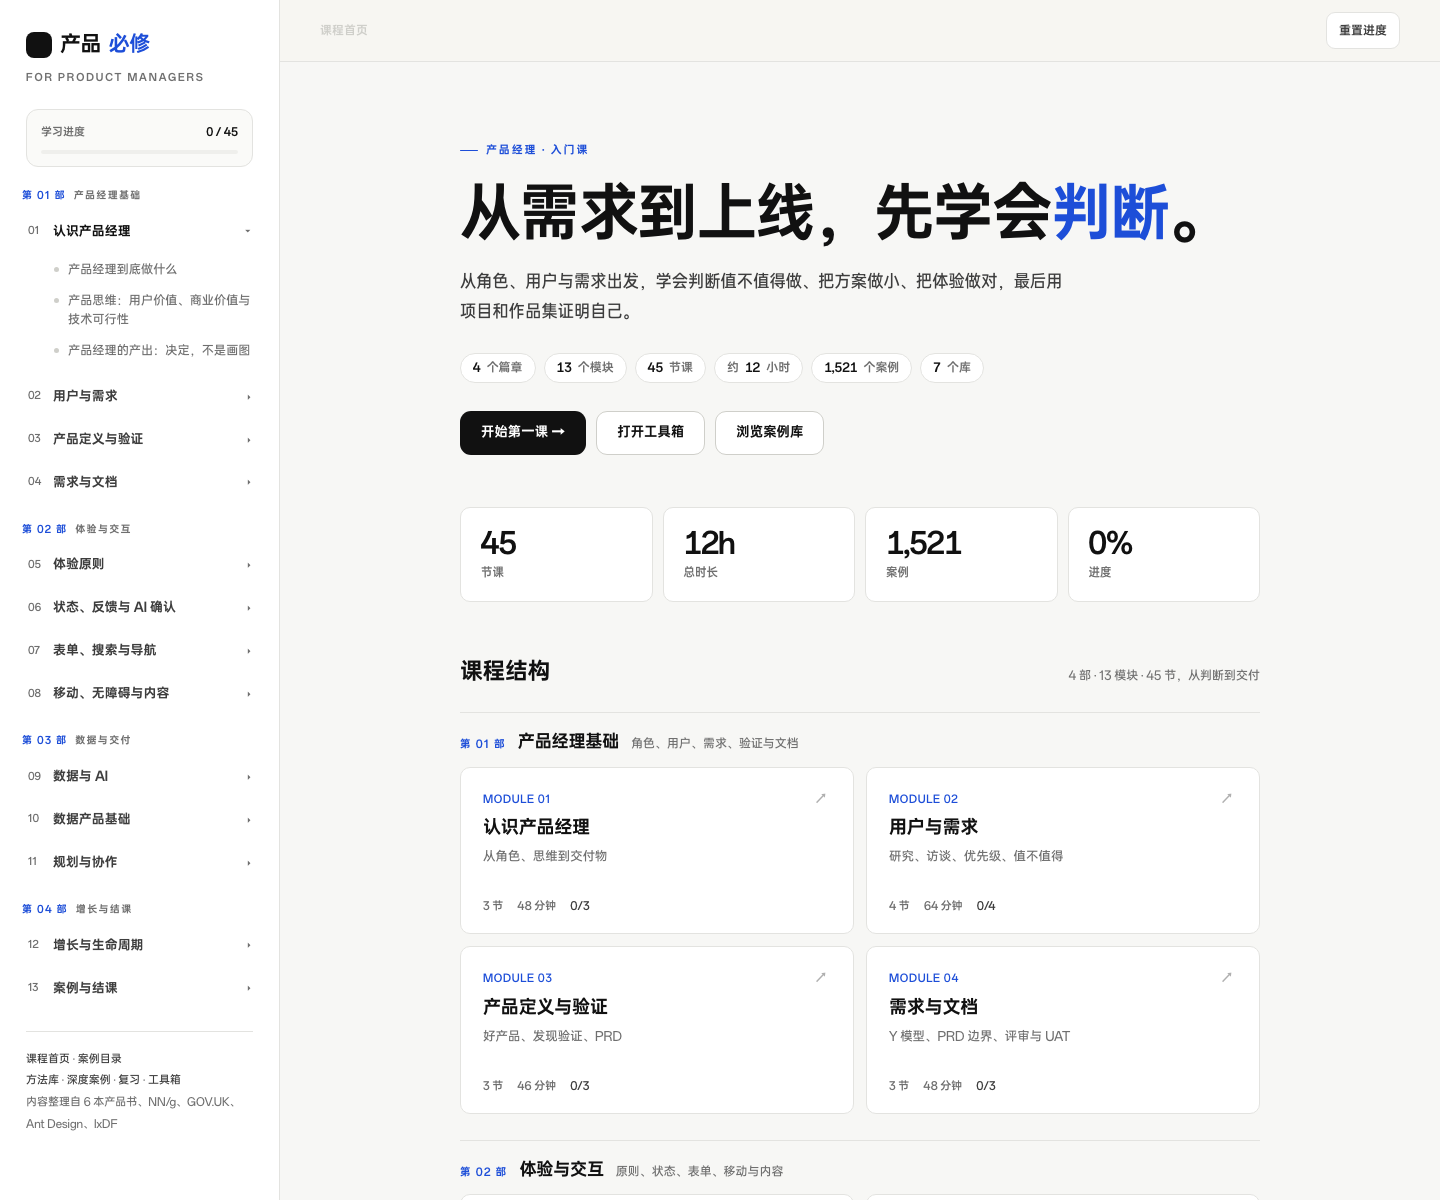 产品 必修
FOR PRODUCT MANAGERS
学习进度 0 / 45
第 01 部 产品经理基础
01 认识产品经理
产品经理到底做什么
产品思维：用户价值、商业价值与
技术可行性
产品经理的产出：决定，不是画图
02 用户与需求
03 产品定义与验证
04 需求与文档
第 02 部 体验与交互
05 体验原则
06 状态、反馈与 AI 确认
07 表单、搜索与导航
08 移动、无障碍与内容
第 03 部 数据与交付
09 数据与 AI
10 数据产品基础
11 规划与协作
第 04 部 增长与结课
12 增长与生命周期
13 案例与结课
课程首页 · 案例目录
方法库 · 深度案例 · 复习 · 工具箱
内容整理自 6 本产品书、NN/g、GOV.UK、
Ant Design、IxDF
课程首页
重置进度
产品经理 · 入门课
从需求到上线，先学会判断。
从角色、用户与需求出发，学会判断值不值得做、把方案做小、把体验做对，最后用
项目和作品集证明自己。
4 个篇章 13 个模块 45 节课 约 12 小时 1,521 个案例 7 个库
开始第一课 → 打开工具箱 浏览案例库
45 12h 1,521 0%
节课 总时长 案例 进度
课程结构 4 部 · 13 模块 · 45 节，从判断到交付
第 01 部 产品经理基础 角色、用户、需求、验证与文档
MODULE 01 ↗
认识产品经理
从角色、思维到交付物
3 节 48 分钟 0/3
MODULE 02 ↗
用户与需求
研究、访谈、优先级、值不值得
4 节 64 分钟 0/4
MODULE 03 ↗
产品定义与验证
好产品、发现验证、PRD
3 节 46 分钟 0/3
MODULE 04 ↗
需求与文档
Y 模型、PRD 边界、评审与 UAT
3 节 48 分钟 0/3
第 02 部 体验与交互 原则、状态、表单、移动与内容